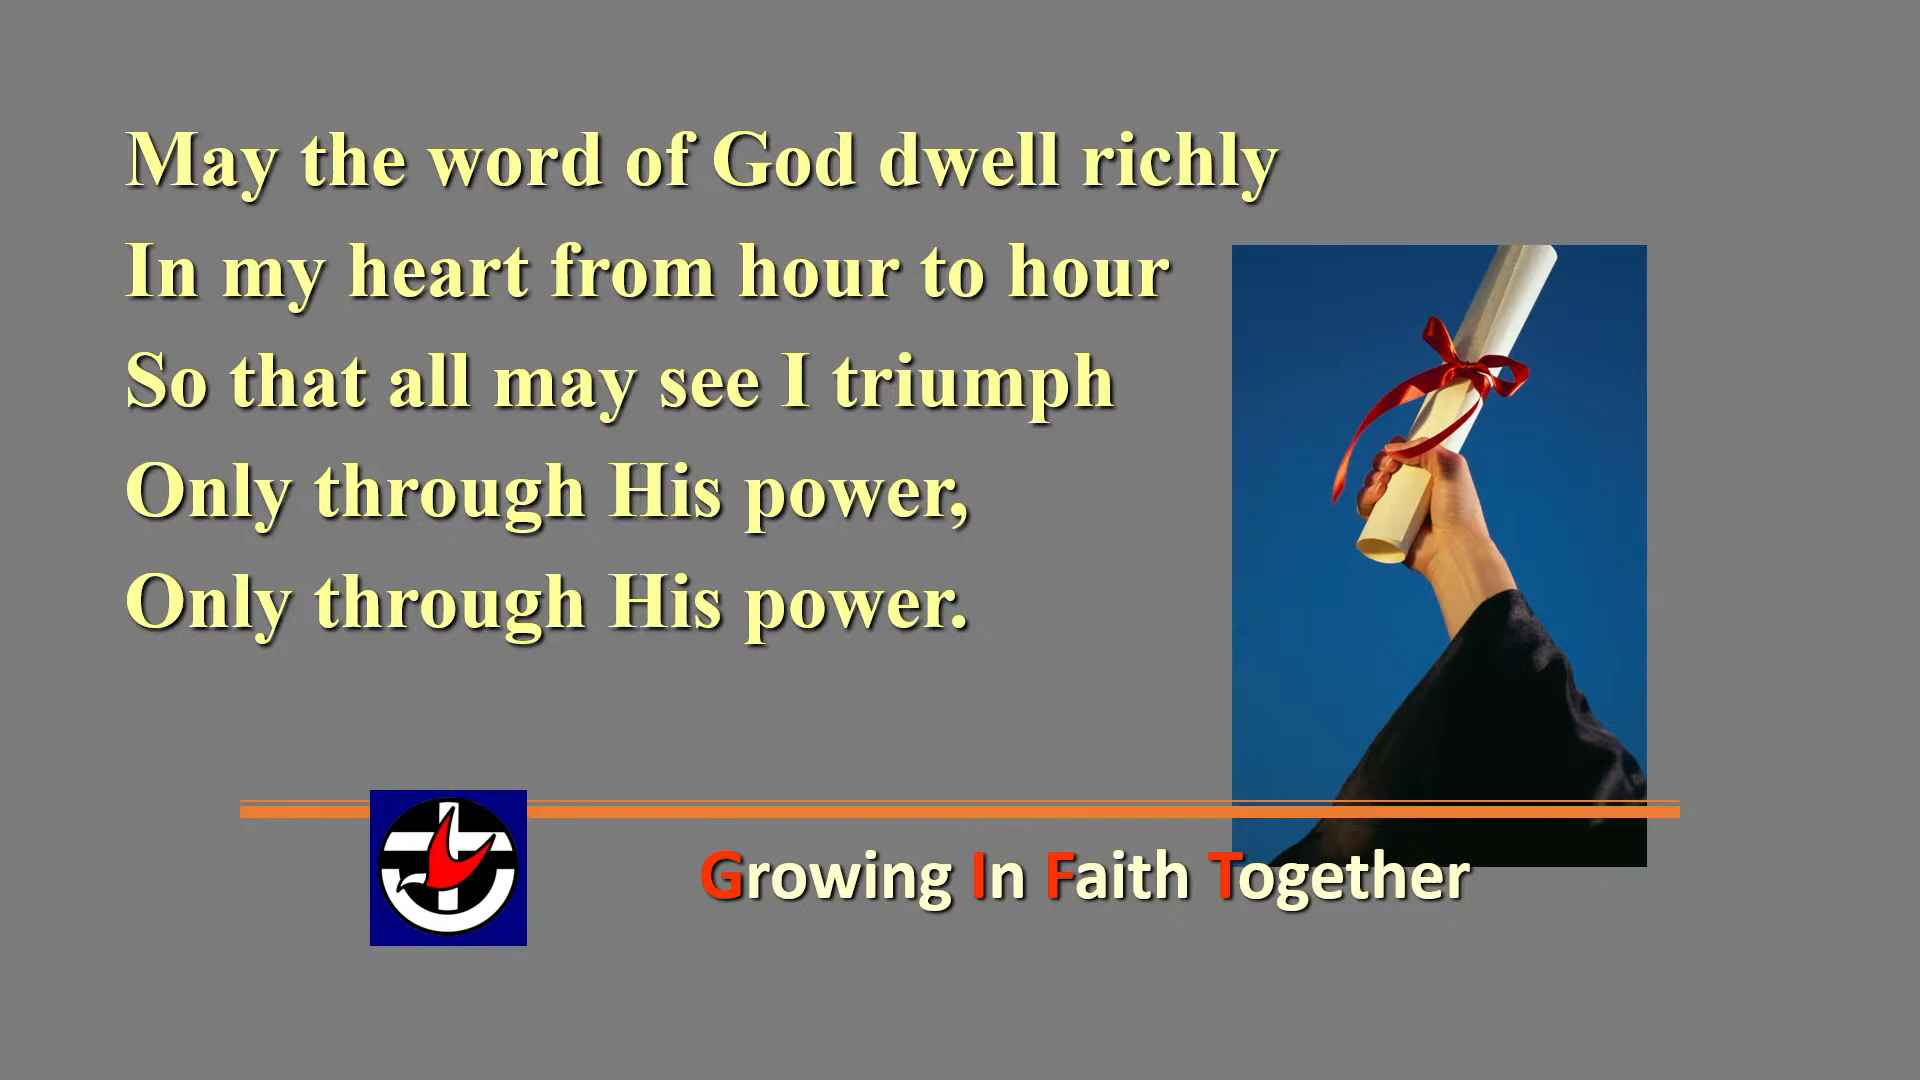 May the word of God dwell richly
In my heart from hour to hour
So that all may see I triumph
Only through His power,
Only through His power.
Growing In Faith Together